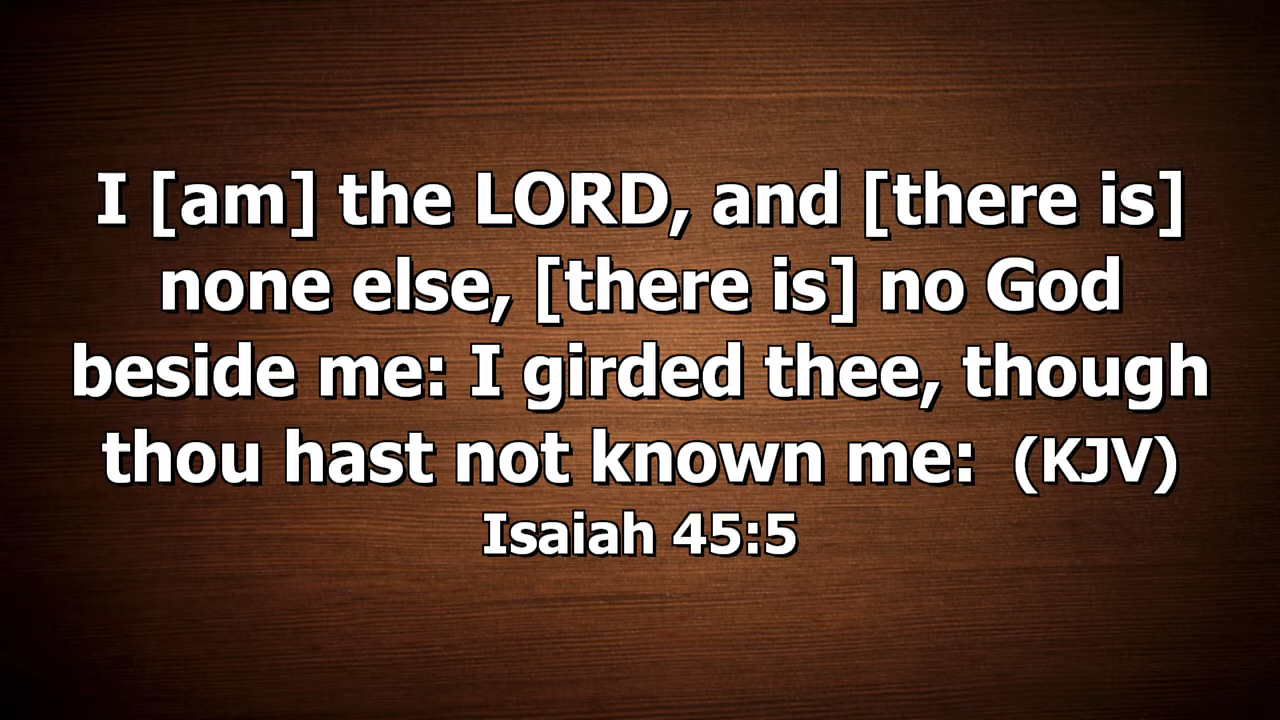 I [am] the LORD, and [there is]
none else, [there is] no God
beside me: I girded thee, though
thou hast not known me: (KJV)
Isaiah 45:5